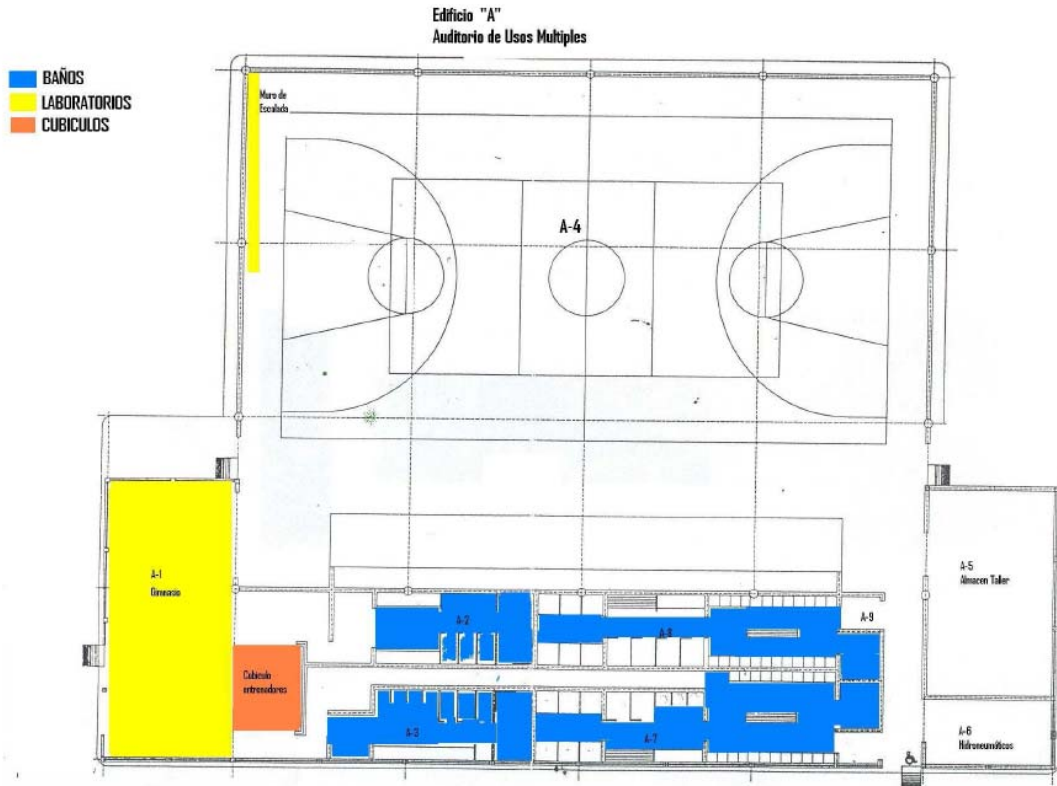 Edificio "A"
Auditorio de Usos Multiples
BAÑOS
LABORATORIOS
CUBICULOS
Muro de
Escalada
A-4
A-1
Gimnasio
A-2
A-8
A-9
A-5
Almacen Taller
Cubiculo
entrenadores
A-3
A-7
A-6
Hidroneumáticos